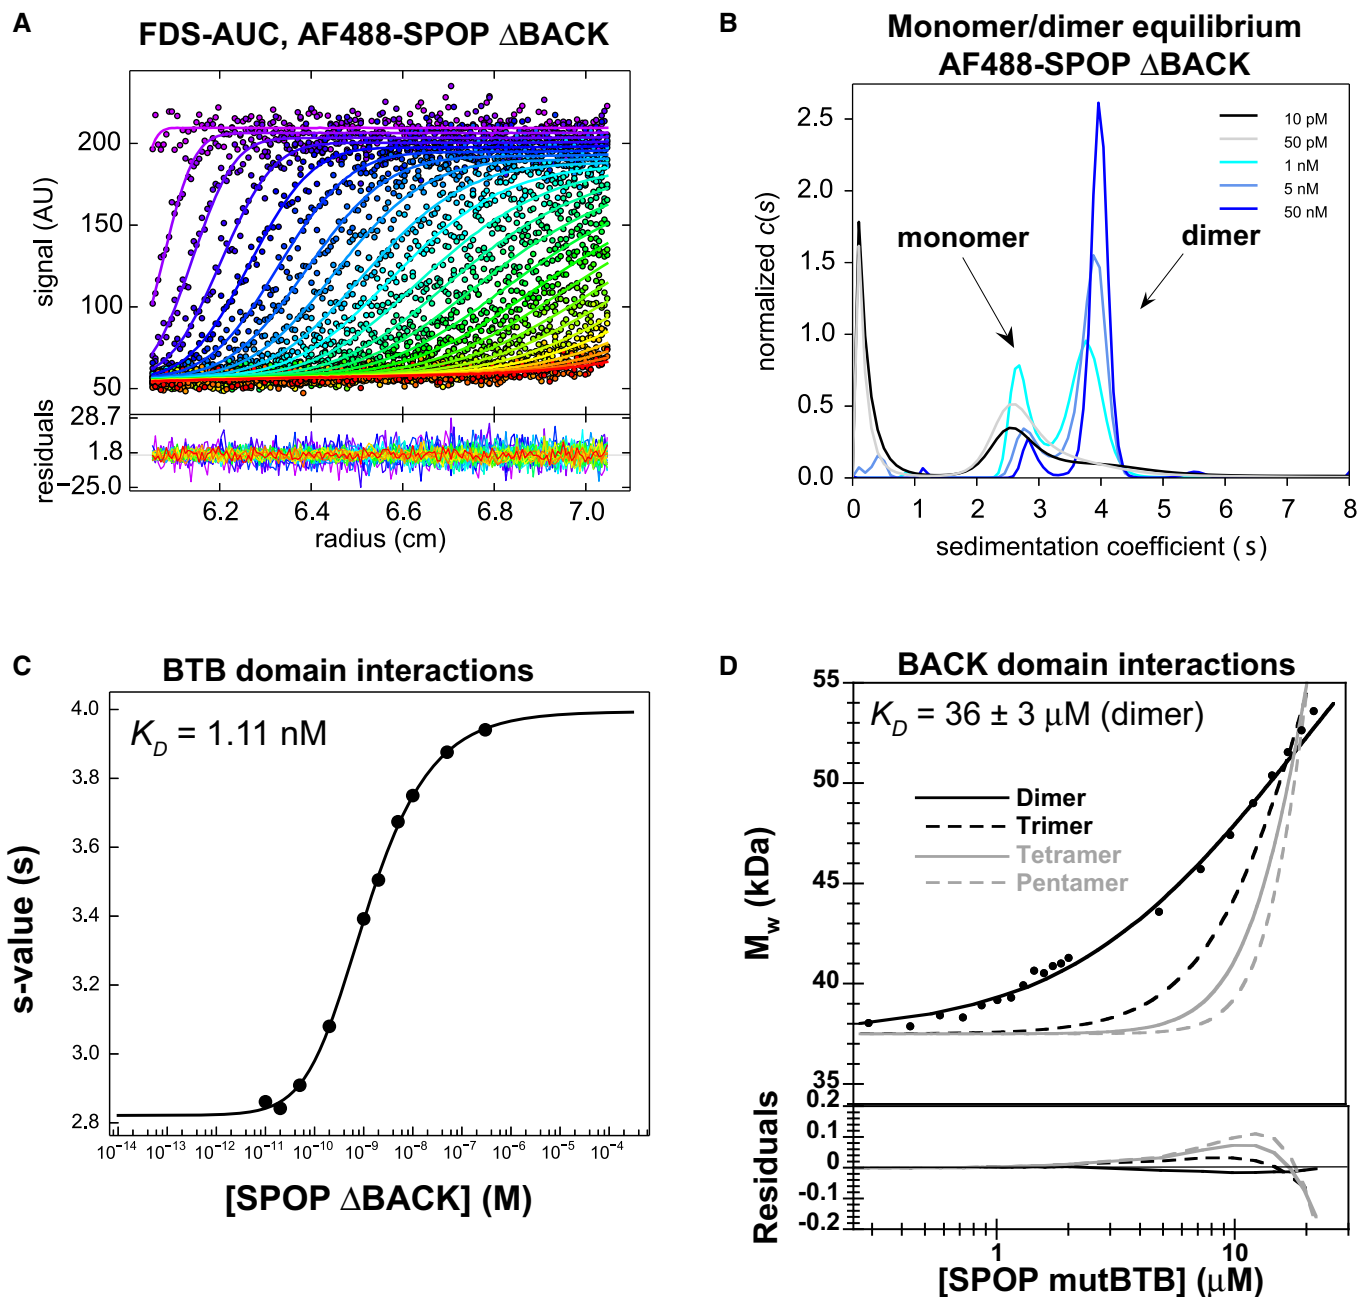 A
FDS-AUC, AF488-SPOP ΔBACK
signal (AU)
200
150
100
50
residuals
28.7
1.8
−25.0
6.2
6.4
6.6
6.8
7.0
radius (cm)
B
Monomer/dimer equilibrium
AF488-SPOP ΔBACK
normalized c(s)
2.5
2.0
1.5
1.0
0.5
0.0
10 pM
50 pM
1 nM
5 nM
50 nM
monomer
dimer
0 1 2 3 4 5 6 7 8
sedimentation coefficient (s)
C
BTB domain interactions
K_D = 1.11 nM
s-value (s)
4.0
3.8
3.6
3.4
3.2
3.0
2.8
10⁻¹⁴ 10⁻¹³ 10⁻¹² 10⁻¹¹ 10⁻¹⁰ 10⁻⁹ 10⁻⁸ 10⁻⁷ 10⁻⁶ 10⁻⁵ 10⁻⁴
[SPOP ΔBACK] (M)
D
BACK domain interactions
K_D = 36 ± 3 μM (dimer)
Dimer
Trimer
Tetramer
Pentamer
M_w (kDa)
55
50
45
40
35
Residuals
0.2
0.1
0
-0.1
-0.2
1
10
[SPOP mutBTB] (μM)